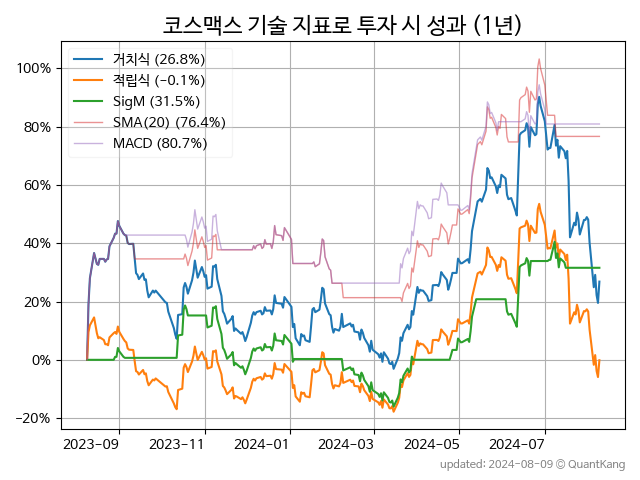 코스맥스 기술 지표로 투자 시 성과 (1년)
거치식 (26.8%)
적립식 (−0.1%)
SigM (31.5%)
SMA(20) (76.4%)
MACD (80.7%)
100%
80%
60%
40%
20%
0%
−20%
2023-09
2023-11
2024-01
2024-03
2024-05
2024-07
updated: 2024-08-09 © QuantKang